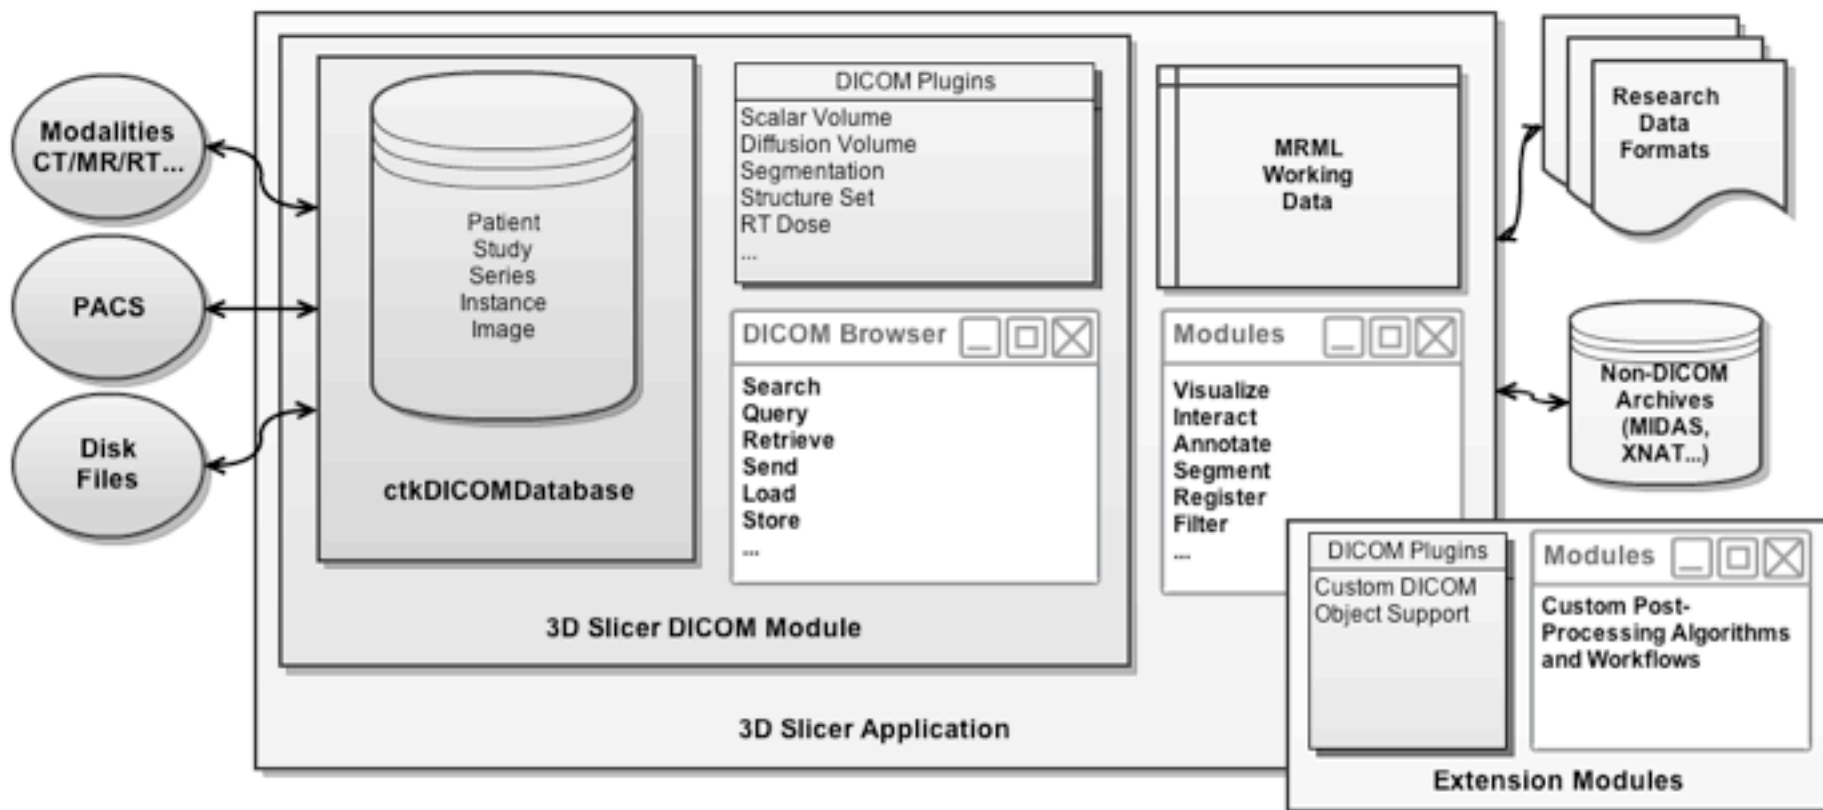 Modalities
CT/MR/RT...
PACS
Disk
Files
Patient
Study
Series
Instance
Image
ctkDICOMDatabase
DICOM Plugins
Scalar Volume
Diffusion Volume
Segmentation
Structure Set
RT Dose
...
DICOM Browser
Search
Query
Retrieve
Send
Load
Store
...
3D Slicer DICOM Module
MRML
Working
Data
Modules
Visualize
Interact
Annotate
Segment
Register
Filter
...
3D Slicer Application
Research
Data
Formats
Non-DICOM
Archives
(MIDAS,
XNAT...)
DICOM Plugins
Custom DICOM
Object Support
Modules
Custom Post-
Processing Algorithms
and Workflows
Extension Modules